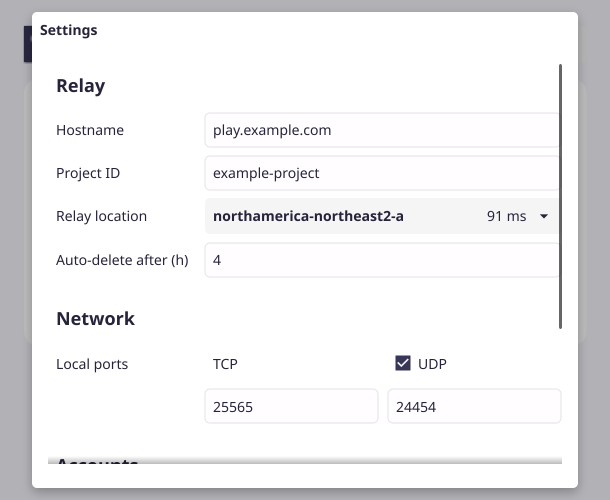 Settings
Relay
Hostname play.example.com
Project ID example-project
Relay location northamerica-northeast2-a 91 ms
Auto-delete after (h) 4
Network
Local ports TCP UDP
25565 24454
Accounts